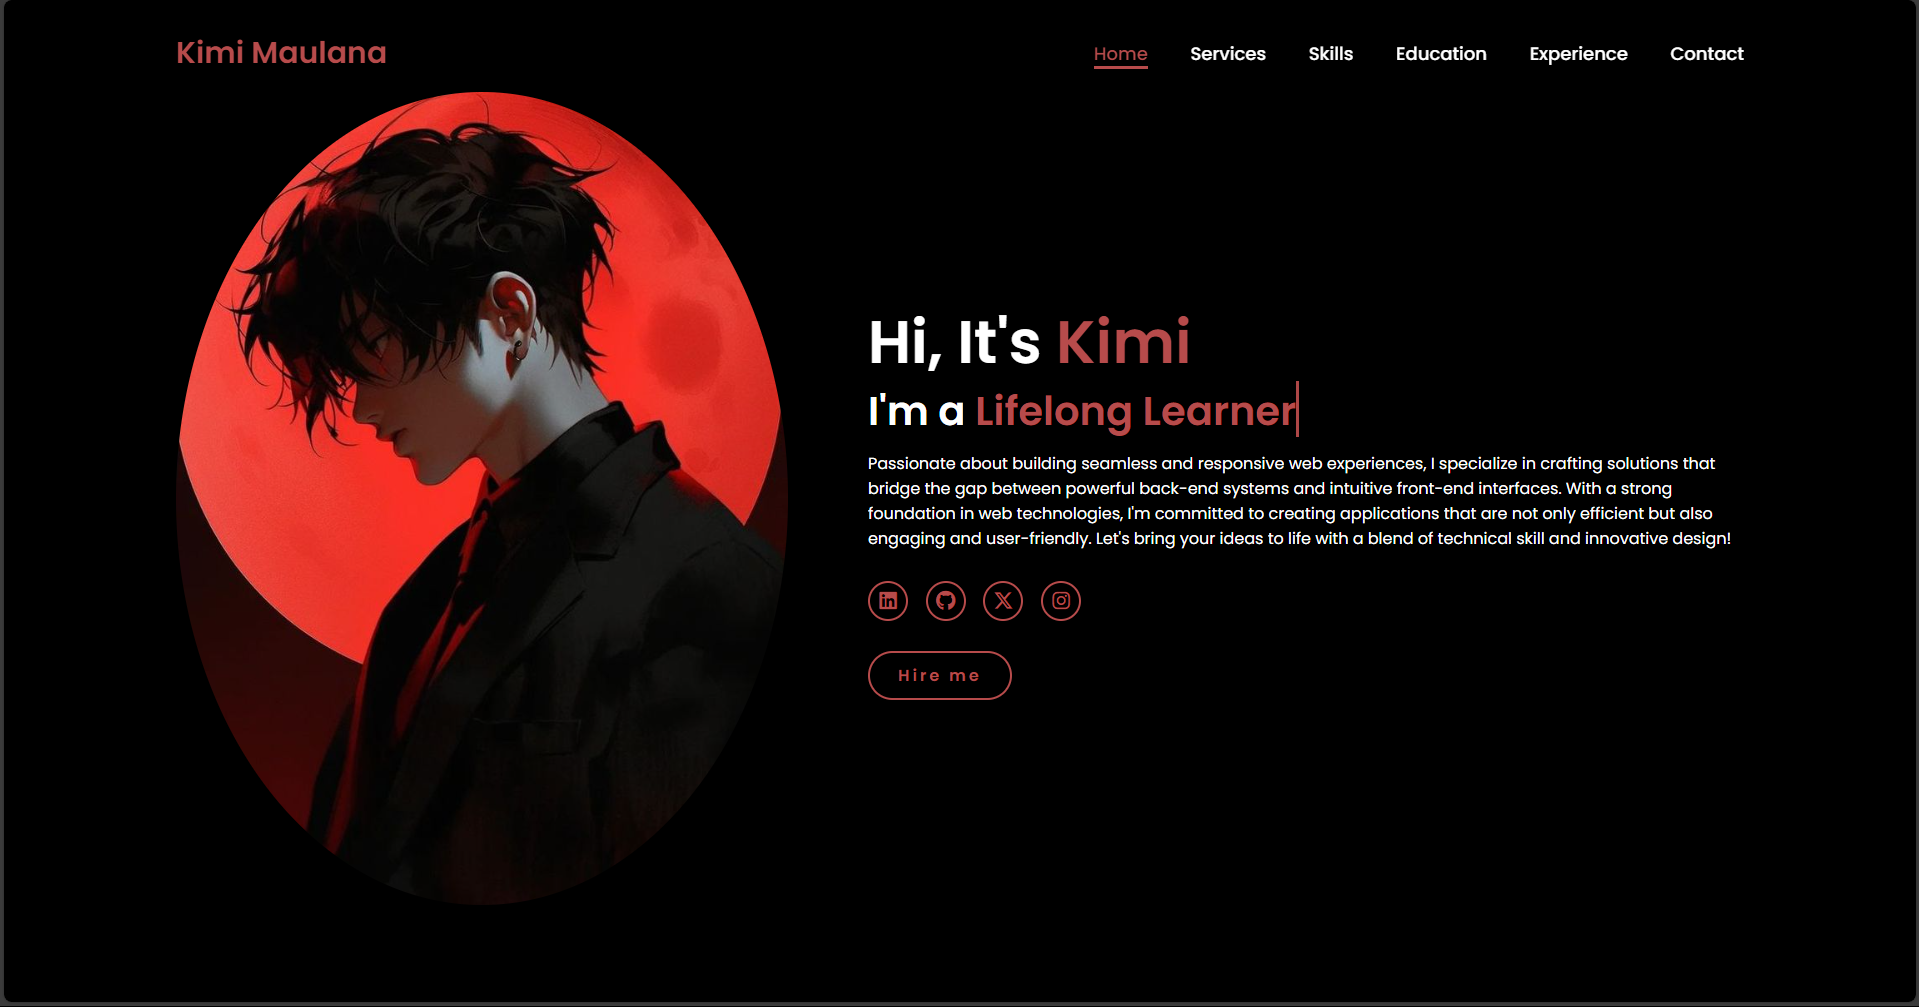 Kimi Maulana
Home Services Skills Education Experience Contact
Hi, It's Kimi
I'm a Lifelong Learner
Passionate about building seamless and responsive web experiences, I specialize in crafting solutions that
bridge the gap between powerful back-end systems and intuitive front-end interfaces. With a strong
foundation in web technologies, I'm committed to creating applications that are not only efficient but also
engaging and user-friendly. Let's bring your ideas to life with a blend of technical skill and innovative design!
Hire me